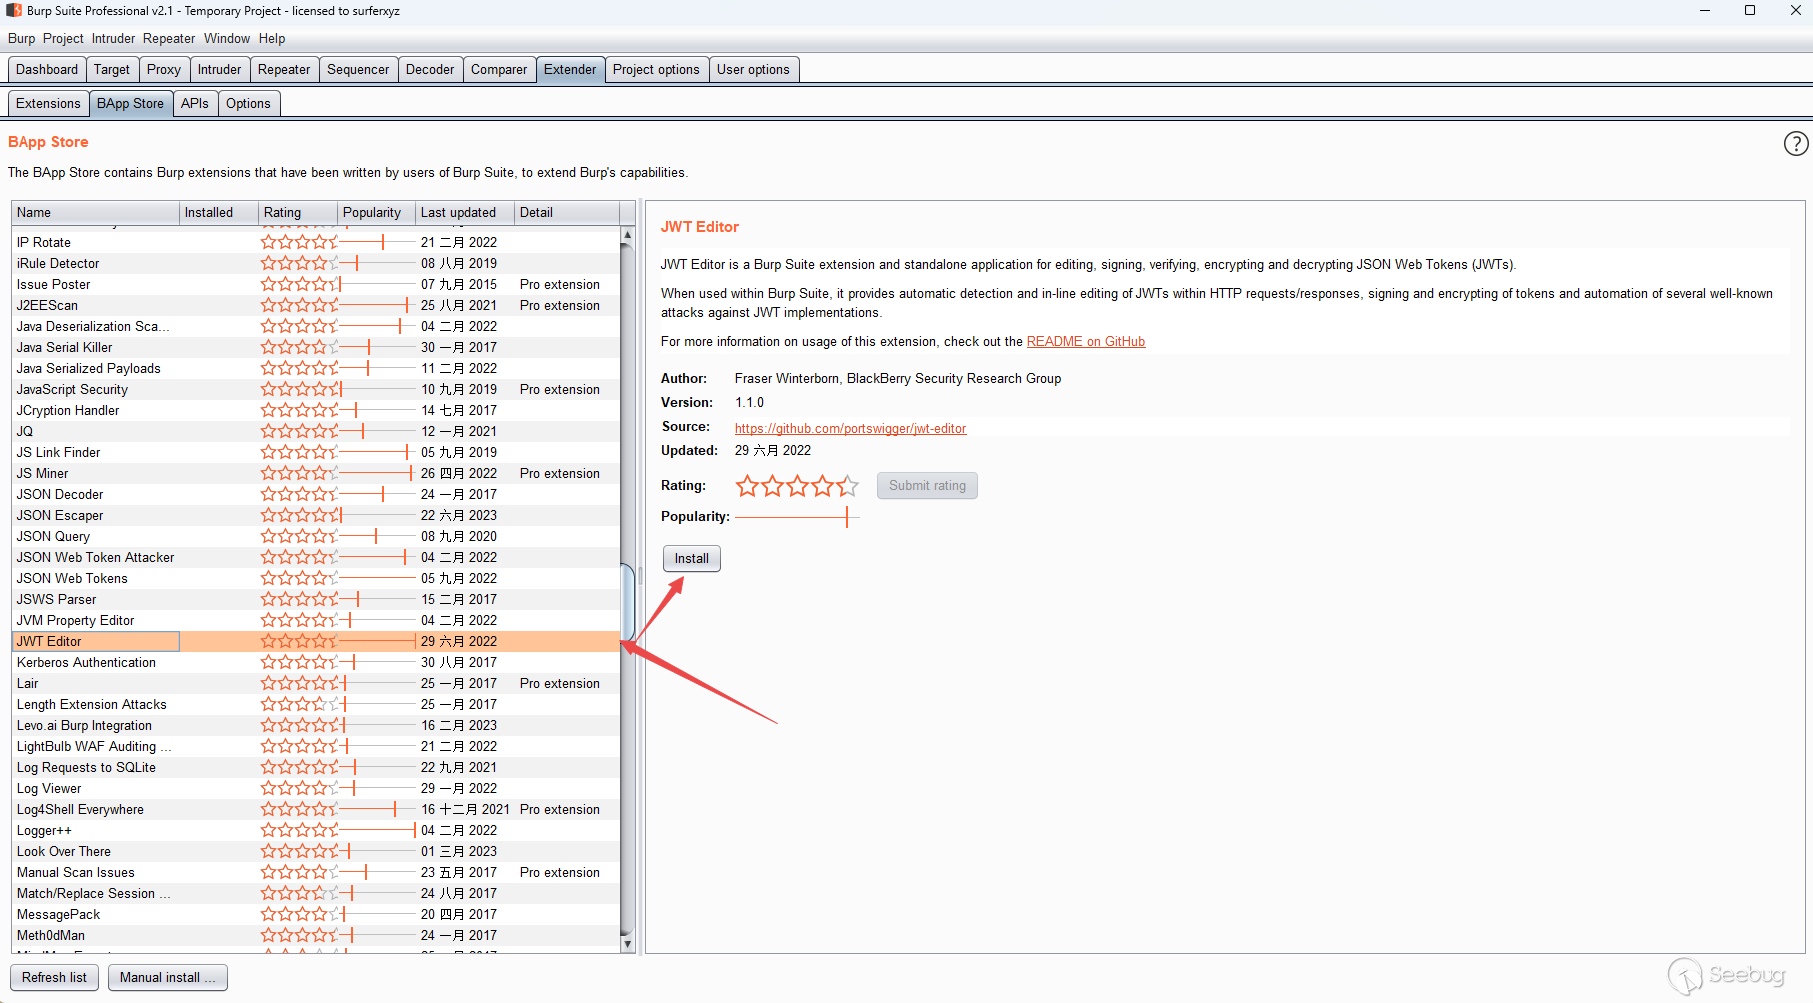 Burp Suite Professional v2.1 - Temporary Project - licensed to surferxyz
Burp Project Intruder Repeater Window Help
Dashboard Target Proxy Intruder Repeater Sequencer Decoder Comparer Extender Project options User options
Extensions BApp Store APIs Options
BApp Store
?
The BApp Store contains Burp extensions that have been written by users of Burp Suite, to extend Burp's capabilities.
Name Installed Rating Popularity Last updated Detail
IP Rotate 21 二月 2022
iRule Detector 08 八月 2019
Issue Poster 07 九月 2015 Pro extension
J2EEScan 25 八月 2021 Pro extension
Java Deserialization Sca... 04 二月 2022
Java Serial Killer 30 一月 2017
Java Serialized Payloads 11 二月 2022
JavaScript Security 10 九月 2019 Pro extension
JCryption Handler 14 七月 2017
JQ 12 一月 2021
JS Link Finder 05 九月 2019
JS Miner 26 四月 2022 Pro extension
JSON Decoder 24 一月 2017
JSON Escaper 22 六月 2023
JSON Query 08 九月 2020
JSON Web Token Attacker 04 二月 2022
JSON Web Tokens 05 九月 2022
JSWS Parser 15 二月 2017
JVM Property Editor 04 二月 2022
JWT Editor 29 六月 2022
Kerberos Authentication 30 八月 2017
Lair 25 一月 2017 Pro extension
Length Extension Attacks 25 一月 2017
Levo.ai Burp Integration 16 二月 2023
LightBulb WAF Auditing ... 21 二月 2022
Log Requests to SQLite 22 九月 2021
Log Viewer 29 一月 2022
Log4Shell Everywhere 16 十二月 2021 Pro extension
Logger++ 04 二月 2022
Look Over There 01 三月 2023
Manual Scan Issues 23 五月 2017 Pro extension
Match/Replace Session ... 24 八月 2017
MessagePack 20 四月 2017
Meth0dMan 24 一月 2017
JWT Editor
JWT Editor is a Burp Suite extension and standalone application for editing, signing, verifying, encrypting and decrypting JSON Web Tokens (JWTs).
When used within Burp Suite, it provides automatic detection and in-line editing of JWTs within HTTP requests/responses, signing and encrypting of tokens and automation of several well-known
attacks against JWT implementations.
For more information on usage of this extension, check out the README on GitHub
Author: Fraser Winterborn, BlackBerry Security Research Group
Version: 1.1.0
Source: https://github.com/portswigger/jwt-editor
Updated: 29 六月 2022
Rating: Submit rating
Popularity:
Install
Refresh list Manual install ...
Seebug